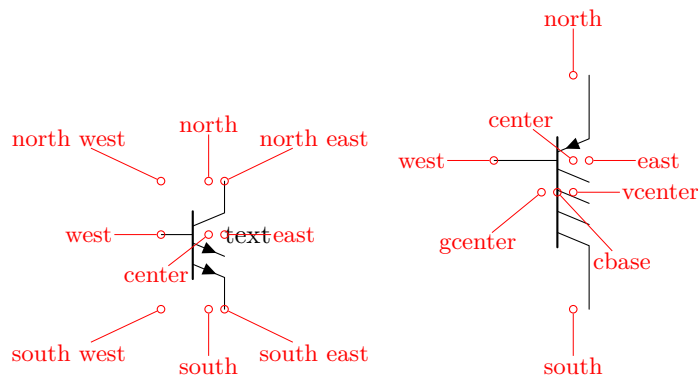 north west
north
north east
west
text
east
center
south west
south
south east
north
center
west
east
vcenter
gcenter
cbase
south